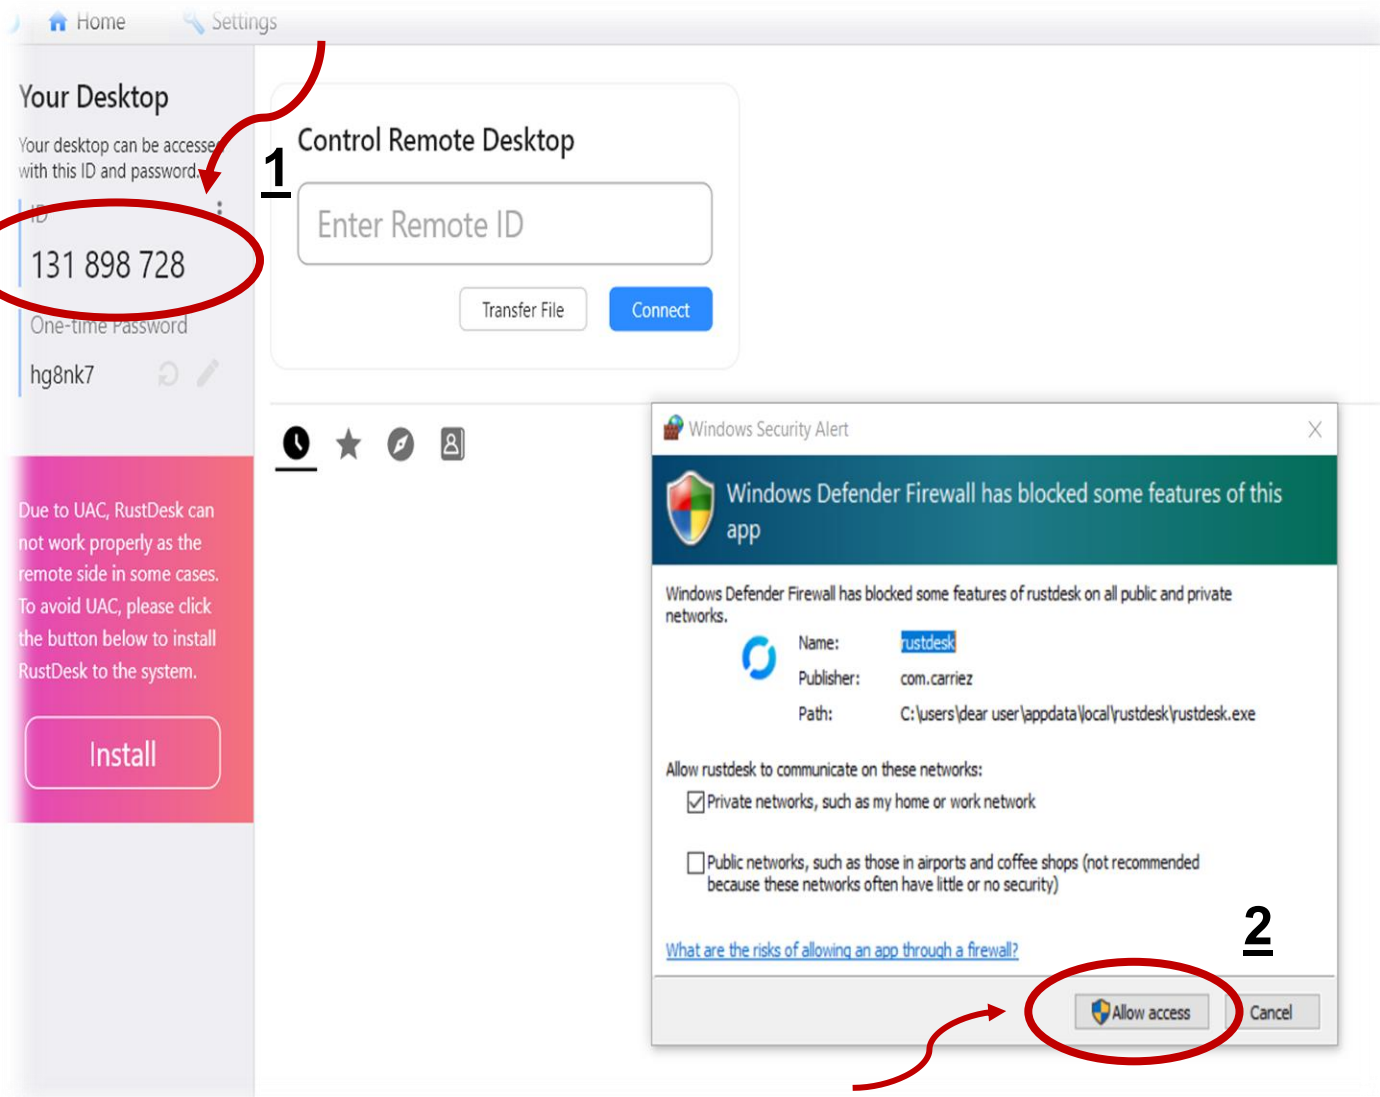 Home
Settings
Your Desktop
Your desktop can be accessed
with this ID and password.
ID
131 898 728
One-time Password
hg8nk7
Due to UAC, RustDesk can
not work properly as the
remote side in some cases.
To avoid UAC, please click
the button below to install
RustDesk to the system.
Install
1
Control Remote Desktop
Enter Remote ID
Transfer File
Connect
Windows Security Alert
Windows Defender Firewall has blocked some features of this
app
Windows Defender Firewall has blocked some features of rustdesk on all public and private
networks.
Name: rustdesk
Publisher: com.carriez
Path: C:\users\dear user\appdata\local\rustdesk\rustdesk.exe
Allow rustdesk to communicate on these networks:
Private networks, such as my home or work network
Public networks, such as those in airports and coffee shops (not recommended
because these networks often have little or no security)
What are the risks of allowing an app through a firewall?
2
Allow access
Cancel